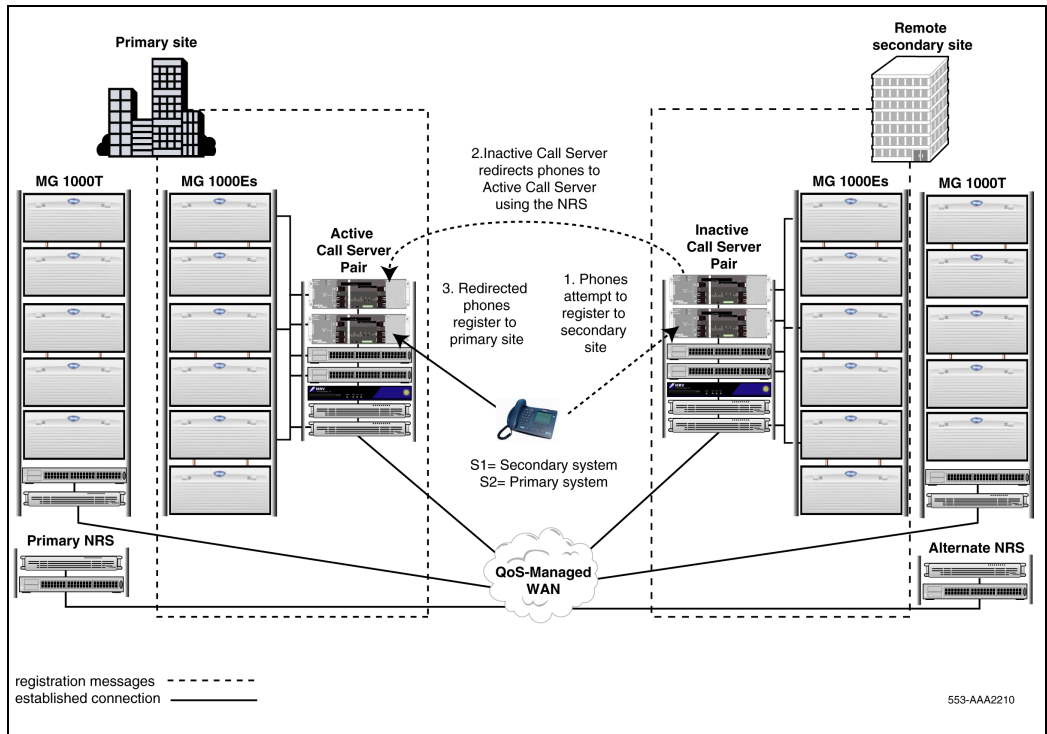 Primary site
Remote
secondary site
2.Inactive Call Server
redirects phones to
Active Call Server
using the NRS
MG 1000T
MG 1000Es
MG 1000Es
MG 1000T
Active
Call Server
Pair
Inactive
Call Server
Pair
3. Redirected
phones
register to
primary site
1. Phones
attempt to
register to
secondary
site
S1= Secondary system
S2= Primary system
Primary NRS
Alternate NRS
QoS-Managed
WAN
registration messages
established connection
553-AAA2210